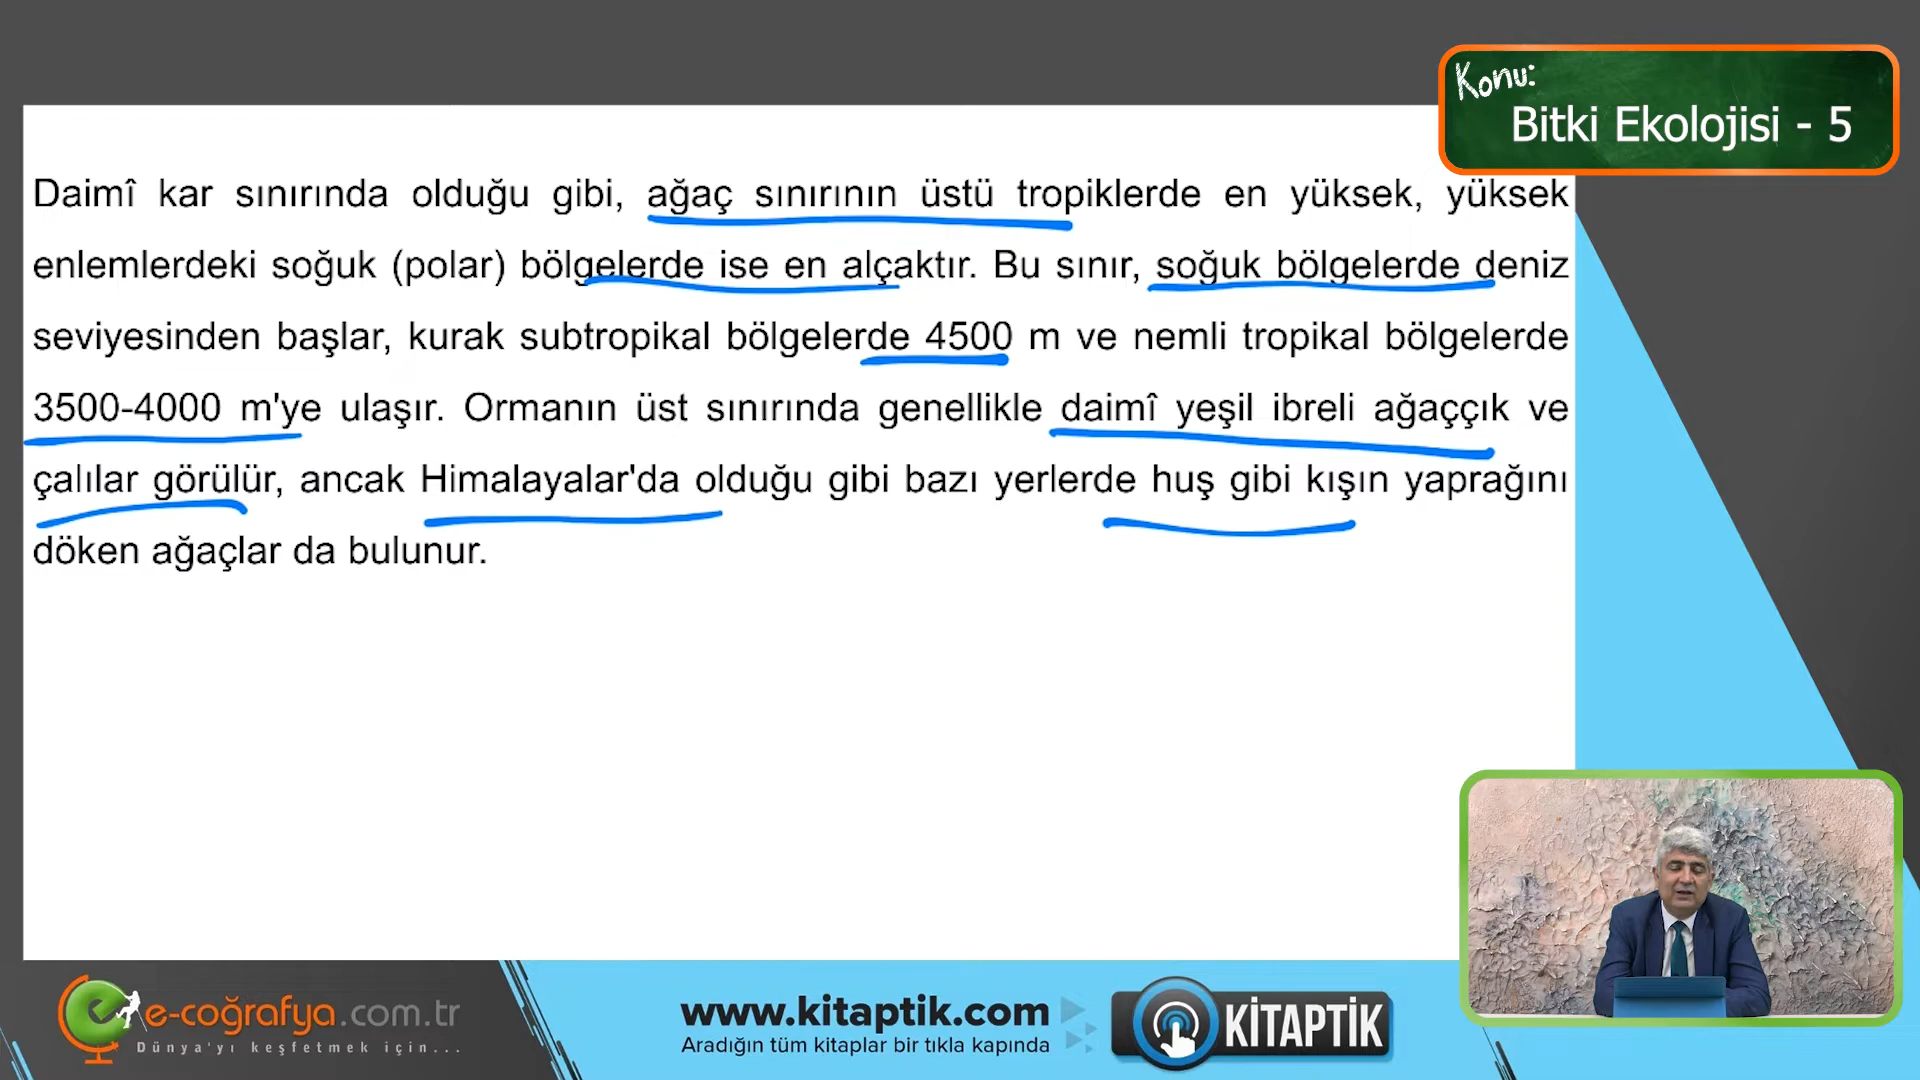 Konu:
Bitki Ekolojisi - 5
Daimî kar sınırında olduğu gibi, ağaç sınırının üstü tropiklerde en yüksek, yüksek
enlemlerdeki soğuk (polar) bölgelerde ise en alçaktır. Bu sınır, soğuk bölgelerde deniz
seviyesinden başlar, kurak subtropikal bölgelerde 4500 m ve nemli tropikal bölgelerde
3500-4000 m'ye ulaşır. Ormanın üst sınırında genellikle daimî yeşil ibreli ağaççık ve
çalılar görülür, ancak Himalayalar'da olduğu gibi bazı yerlerde huş gibi kışın yaprağını
döken ağaçlar da bulunur.
e-coğrafya.com.tr
Dünya'yı keşfetmek için...
www.kitaptik.com
Aradığın tüm kitaplar bir tıkla kapında
KİTAPTIK